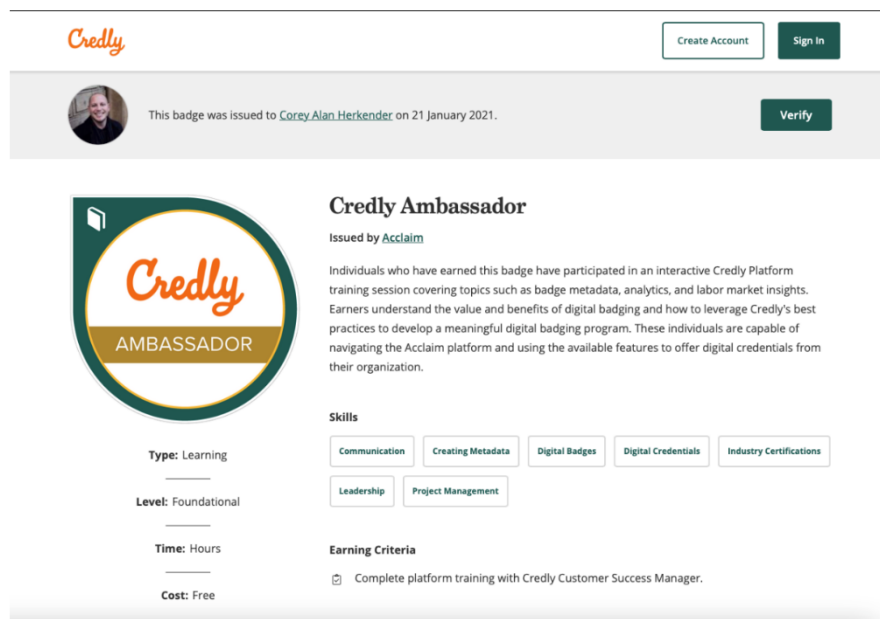 Credly
Create Account
Sign In
This badge was issued to Corey Alan Herkender on 21 January 2021.
Verify
Credly
AMBASSADOR
Type: Learning
Level: Foundational
Time: Hours
Cost: Free
Credly Ambassador
Issued by Acclaim
Individuals who have earned this badge have participated in an interactive Credly Platform
training session covering topics such as badge metadata, analytics, and labor market insights.
Earners understand the value and benefits of digital badging and how to leverage Credly's best
practices to develop a meaningful digital badging program. These individuals are capable of
navigating the Acclaim platform and using the available features to offer digital credentials from
their organization.
Skills
Communication
Creating Metadata
Digital Badges
Digital Credentials
Industry Certifications
Leadership
Project Management
Earning Criteria
Complete platform training with Credly Customer Success Manager.